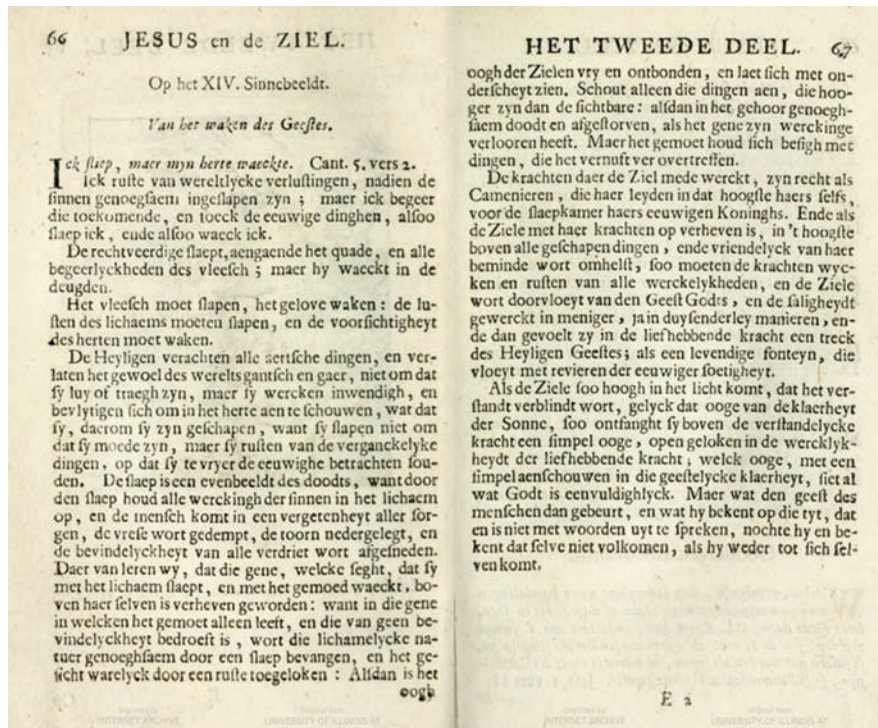 66 JESUS en de ZIEL.
Op het XIV. Sinnebeeldt.
Van het waken des Geeſtes.
Ick ſliep, maer myn herte waeckte. Cant. 5. vers 2.
Ick ruſte van wereltlycke verluſtingen, nadien de
ſinnen genoegſaem ingeſlapen zyn; maer ick begeer
die toekomende, en ſoeck de eeuwige dinghen, alſoo
ſlaep ick, ende alſoo waeck ick.
De rechtveerdige ſlaept, aengaende het quade, en alle
begeerlyckheden des vleeſch; maer hy waeckt in de
deugden.
Het vleeſch moet ſlapen, het gelove waken: de lu-
ſten des lichaems moeten ſlapen, en de voorſichtigheyt
des herten moet waken.
De Heyligen verachten alle aertſche dingen, en ver-
laten het gewoel des werelts gantſch en gaer, niet om dat
ſy luy of traegh zyn, maer ſy wercken inwendigh, en
bevlytigen ſich om in het herte aen te ſchouwen, wat dat
ſy, daerom ſy zyn geſchapen, want ſy ſlapen niet om
dat ſy moede zyn, maer ſy ruſten van de verganckelyke
dingen, op dat ſy te vryer de eeuwighe betrachten ſou-
den. De ſlaep is een evenbeeldt des doodts, want door
den ſlaep houd alle werckingh der ſinnen in het lichaem
op, en de menſch komt in een vergetenheyt aller ſor-
gen, de vreſe wort gedempt, de toorn nedergelegt, en
de bevindelyckheyt van alle verdriet wort afgeſneden.
Daer van leren wy, dat die gene, welcke ſeght, dat ſy
met het lichaem ſlaept, en met het gemoed waeckt, bo-
ven haer ſelven is verheven geworden: want in die gene
in welcken het gemoet alleen leeft, en die van geen be-
vindelyckheyt bedroeft is, wort die lichamelycke na-
tuer genoeghſaem door een ſlaep bevangen, en het ge-
ſicht warelyck door een ruſte toegeloken: Alſdan is het
oogh
HET TWEEDE DEEL. 67
oogh der Zielen vry en ontbonden, en laet ſich met on-
derſcheyt zien. Schout alleen die dingen aen, die hoo-
ger zyn dan de ſichtbare: alſdan in het gehoor genoegh-
ſaem doodt en afgeſtorven, als het gene zyn werckinge
verlooren heeft. Maer het gemoet houd ſich beſigh met
dingen, die het vernuft ver overtreffen.
De krachten daer de Ziel mede werckt, zyn recht als
Camenieren, die haer leyden in dat hoogſte haers ſelfs,
voor de ſlaepkamer haers eeuwigen Koninghs. Ende als
de Ziele met haer krachten op verheven is, in 't hoogſte
boven alle geſchapen dingen, ende vriendelyck van haer
beminde wort omhelſt, ſoo moeten de krachten wyc-
ken en ruſten van alle werckelykheden, en de Ziele
wort doorvloeyt van den Geeſt Godts, en de ſaligheydt
gewerckt in meniger, ja in duyſenderley manieren, en-
de dan gevoelt zy in de liefhebbende kracht een treck
des Heyligen Geeſtes; als een levendige fonteyn, die
vloeyt met revieren der eeuwiger ſoetigheyt.
Als de Ziele ſoo hoogh in het licht komt, dat het ver-
ſtandt verblindt wort, gelyck dat ooge van de klaerheyt
der Sonne, ſoo ontfanght ſy boven de verſtandelycke
kracht een ſimpel ooge, open geloken in de wercklyk-
heydt der liefhebbende kracht; welck ooge, met een
ſimpel aenſchouwen in die geeſtelycke klaerheyt, ſiet al
wat Godt is eenvuldighlyck. Maer wat den geeſt des
menſchen dan gebeurt, en wat hy bekent op die tyt, dat
en is niet met woorden uyt te ſpreken, nochte hy en be-
kent dat ſelve niet volkomen, als hy weder tot ſich ſel-
ven komt.
E 2
INTERNET ARCHIVE
UNIVERSITY OF ILLINOIS AT
INTERNET ARCHIVE
UNIVERSITY OF ILLINOIS AT